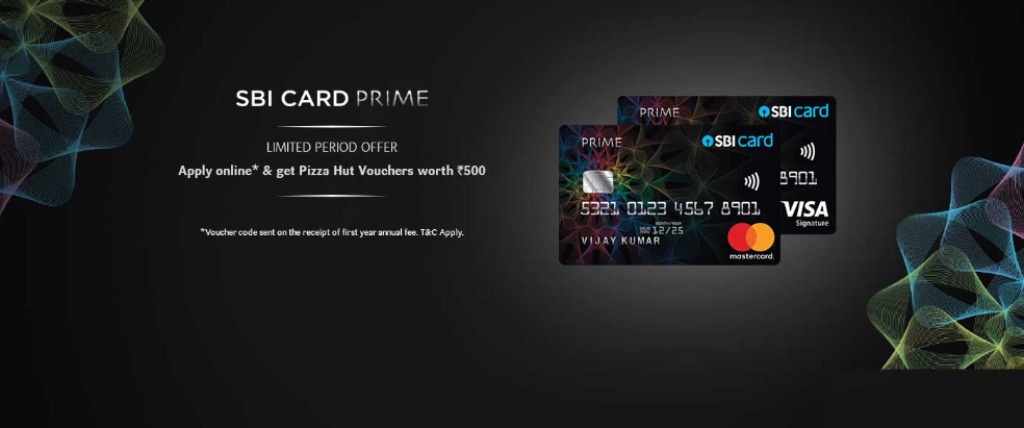 SBI CARD PRIME
LIMITED PERIOD OFFER
Apply online* & get Pizza Hut Vouchers worth ₹500
*Voucher code sent on the receipt of first year annual fee. T&C Apply.
PRIME
SBI card
8901
VISA
Signature
PRIME
SBI card
5321 0123 4567 8901
12/25
VIJAY KUMAR
mastercard.